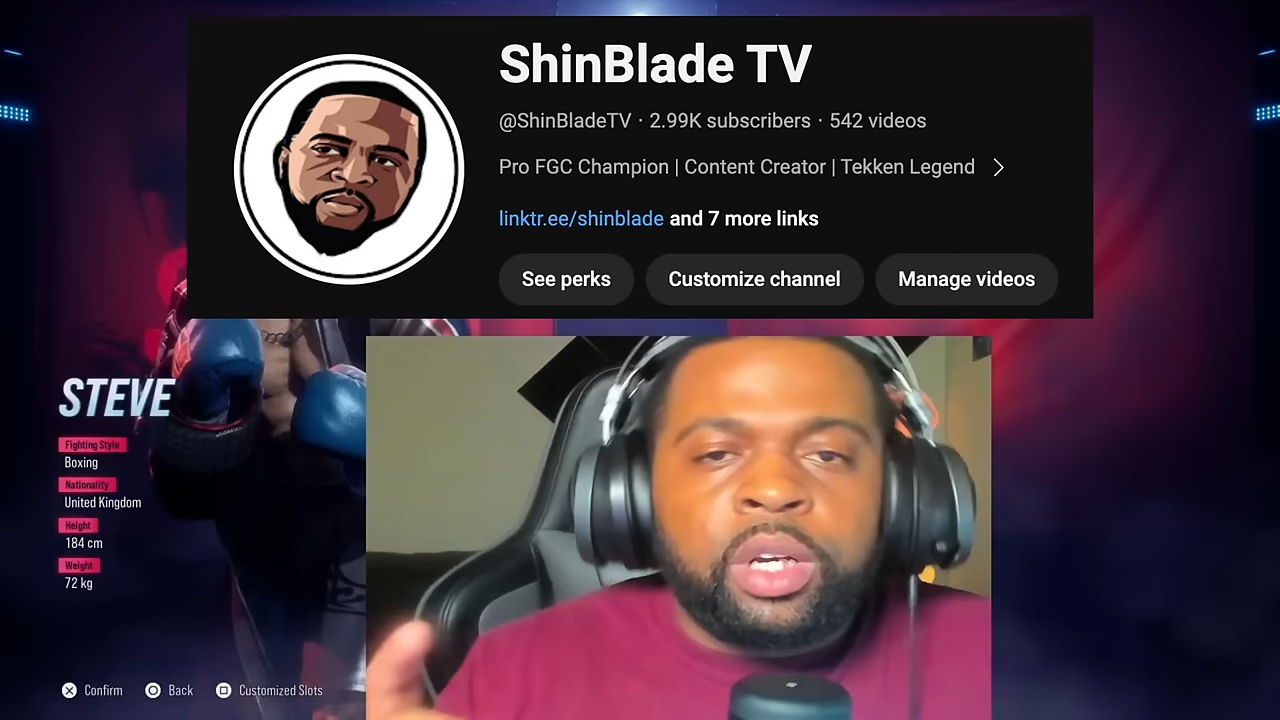 ShinBlade TV
@ShinBladeTV · 2.99K subscribers · 542 videos
Pro FGC Champion | Content Creator | Tekken Legend
linktr.ee/shinblade and 7 more links
See perks
Customize channel
Manage videos
STEVE
Fighting Style
Boxing
Nationality
United Kingdom
Height
184 cm
Weight
72 kg
Confirm
Back
Customized Slots